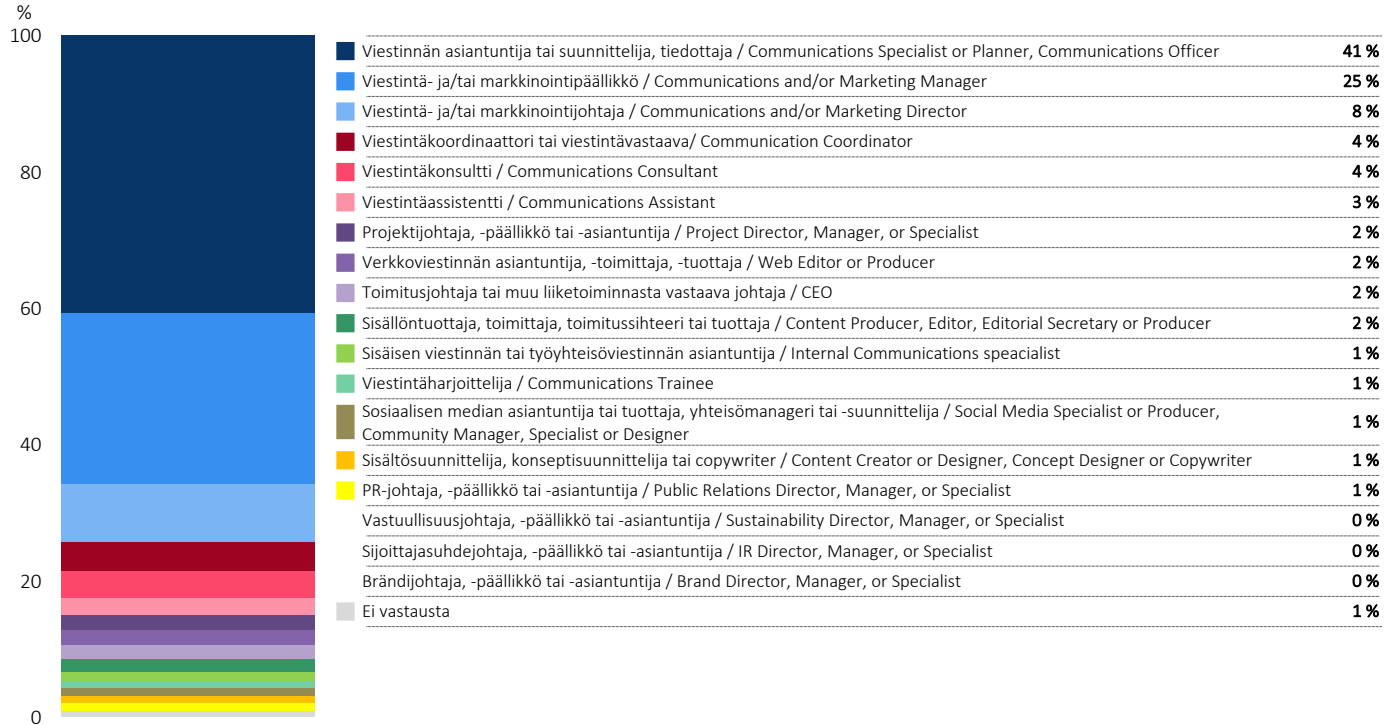 %
100
80
60
40
20
0
Viestinnän asiantuntija tai suunnittelija, tiedottaja / Communications Specialist or Planner, Communications Officer 41 %
Viestintä- ja/tai markkinointipäällikkö / Communications and/or Marketing Manager 25 %
Viestintä- ja/tai markkinointijohtaja / Communications and/or Marketing Director 8 %
Viestintäkoordinaattori tai viestintävastaava/ Communication Coordinator 4 %
Viestintäkonsultti / Communications Consultant 4 %
Viestintäassistentti / Communications Assistant 3 %
Projektijohtaja, -päällikkö tai -asiantuntija / Project Director, Manager, or Specialist 2 %
Verkkoviestinnän asiantuntija, -toimittaja, -tuottaja / Web Editor or Producer 2 %
Toimitusjohtaja tai muu liiketoiminnasta vastaava johtaja / CEO 2 %
Sisällöntuottaja, toimittaja, toimitussihteeri tai tuottaja / Content Producer, Editor, Editorial Secretary or Producer 2 %
Sisäisen viestinnän tai työyhteisöviestinnän asiantuntija / Internal Communications speacialist 1 %
Viestintäharjoittelija / Communications Trainee 1 %
Sosiaalisen median asiantuntija tai tuottaja, yhteisömanageri tai -suunnittelija / Social Media Specialist or Producer,
Community Manager, Specialist or Designer 1 %
Sisältösuunnittelija, konseptisuunnittelija tai copywriter / Content Creator or Designer, Concept Designer or Copywriter 1 %
PR-johtaja, -päällikkö tai -asiantuntija / Public Relations Director, Manager, or Specialist 1 %
Vastuullisuusjohtaja, -päällikkö tai -asiantuntija / Sustainability Director, Manager, or Specialist 0 %
Sijoittajasuhdejohtaja, -päällikkö tai -asiantuntija / IR Director, Manager, or Specialist 0 %
Brändijohtaja, -päällikkö tai -asiantuntija / Brand Director, Manager, or Specialist 0 %
Ei vastausta 1 %